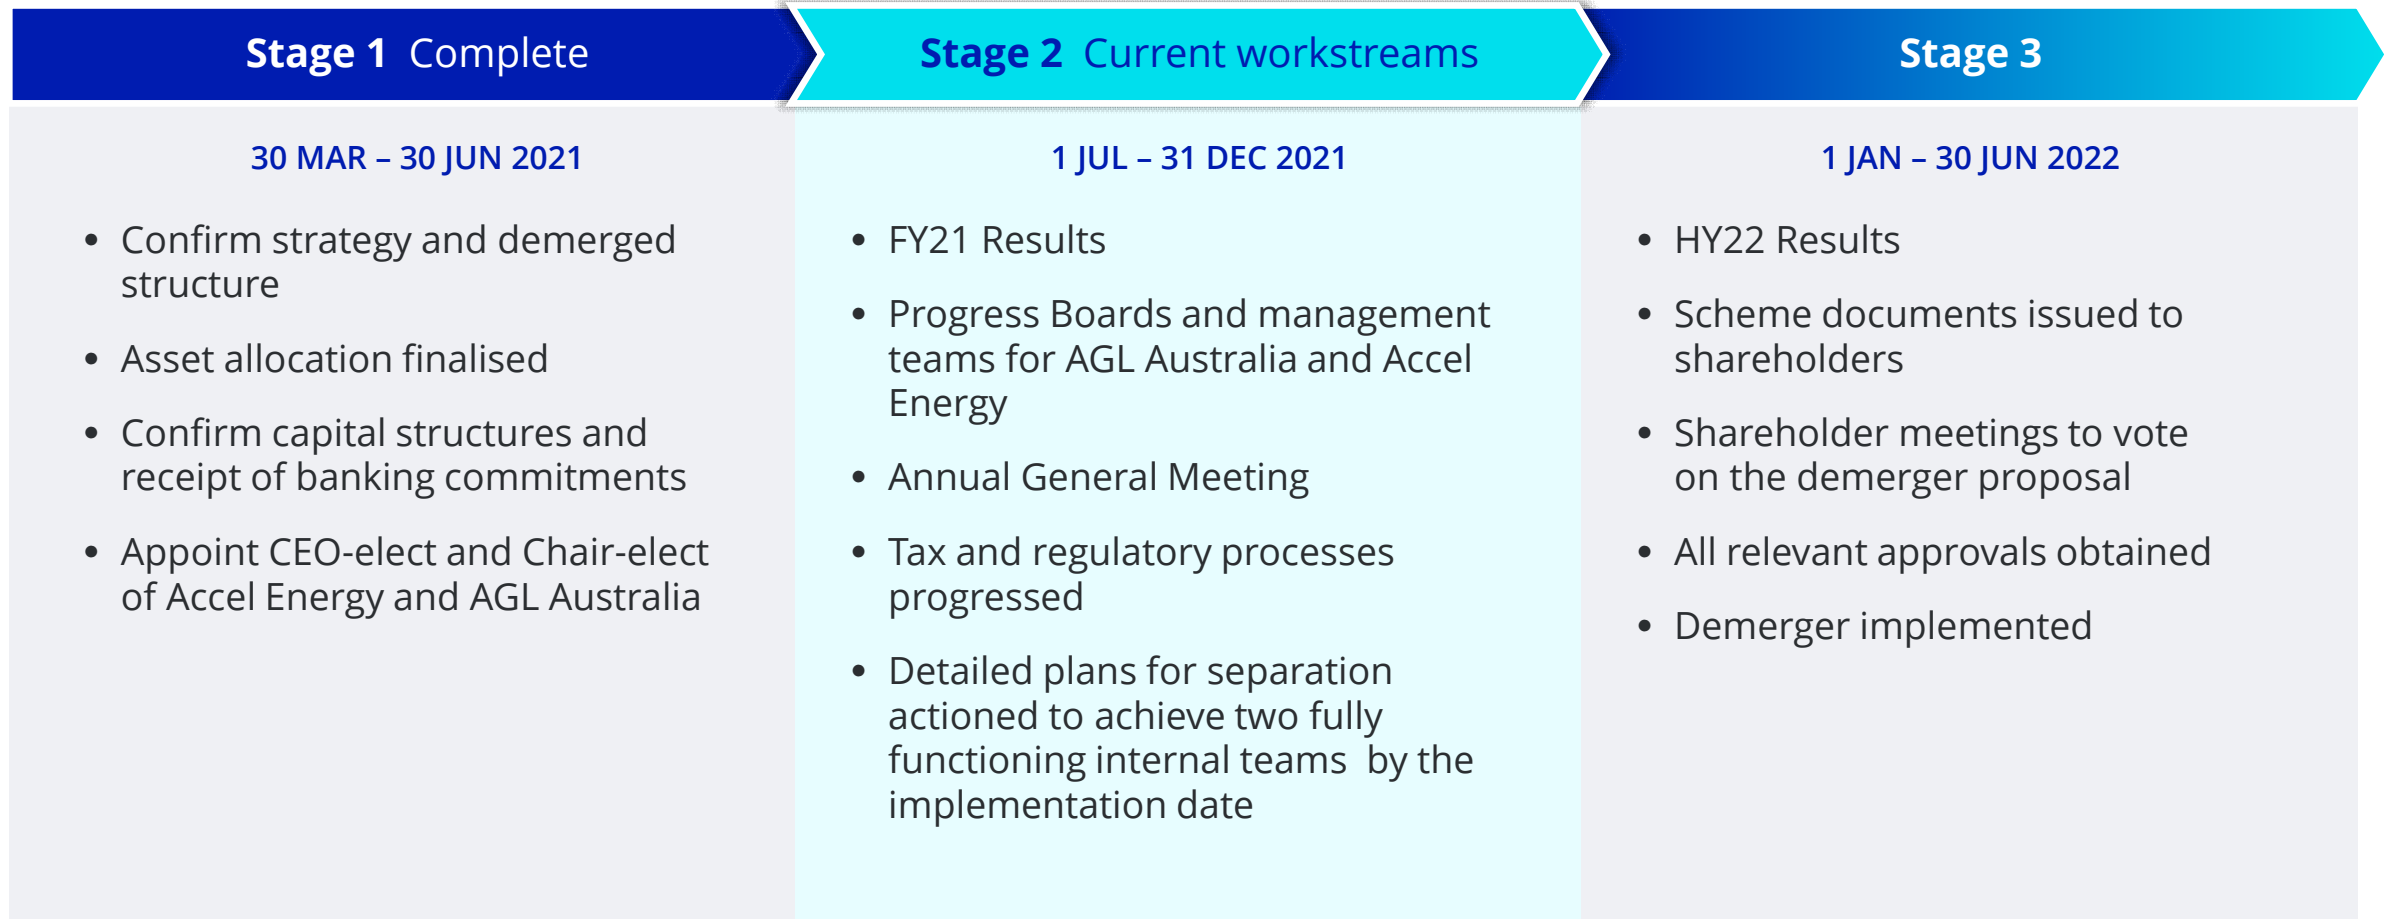 Stage 1 Complete
30 MAR – 30 JUN 2021
• Confirm strategy and demerged
structure
• Asset allocation finalised
• Confirm capital structures and
receipt of banking commitments
• Appoint CEO-elect and Chair-elect
of Accel Energy and AGL Australia
Stage 2 Current workstreams
1 JUL – 31 DEC 2021
• FY21 Results
• Progress Boards and management
teams for AGL Australia and Accel
Energy
• Annual General Meeting
• Tax and regulatory processes
progressed
• Detailed plans for separation
actioned to achieve two fully
functioning internal teams  by the
implementation date
Stage 3
1 JAN – 30 JUN 2022
• HY22 Results
• Scheme documents issued to
shareholders
• Shareholder meetings to vote
on the demerger proposal
• All relevant approvals obtained
• Demerger implemented